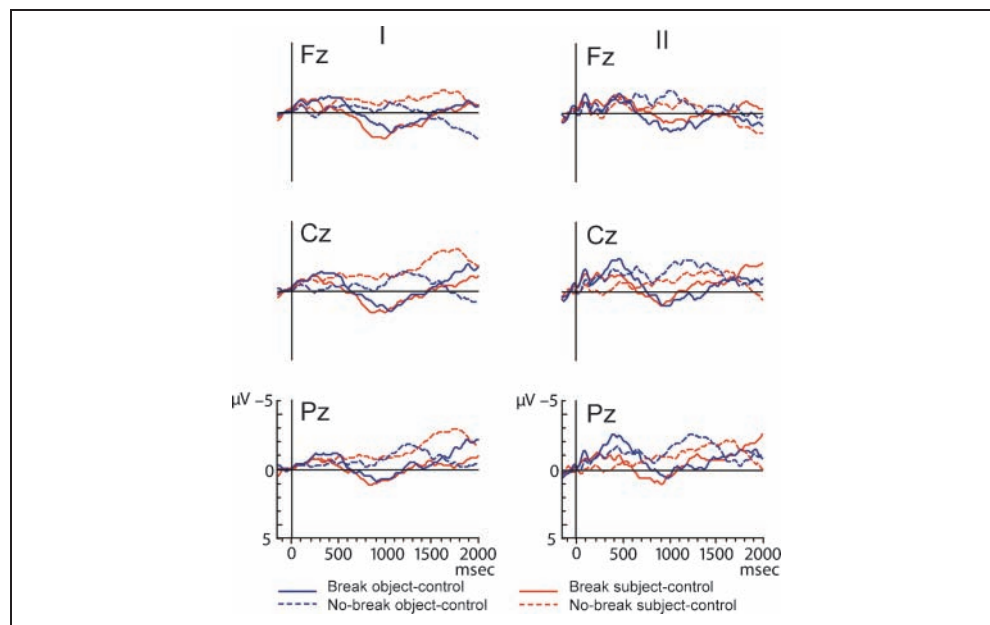 I II
Fz Fz
Cz Cz
µV −5 Pz µV −5 Pz
0 0
5 5
0 500 1000 1500 2000 0 500 1000 1500 2000
msec msec
Break object-control Break subject-control
No-break object-control No-break subject-control